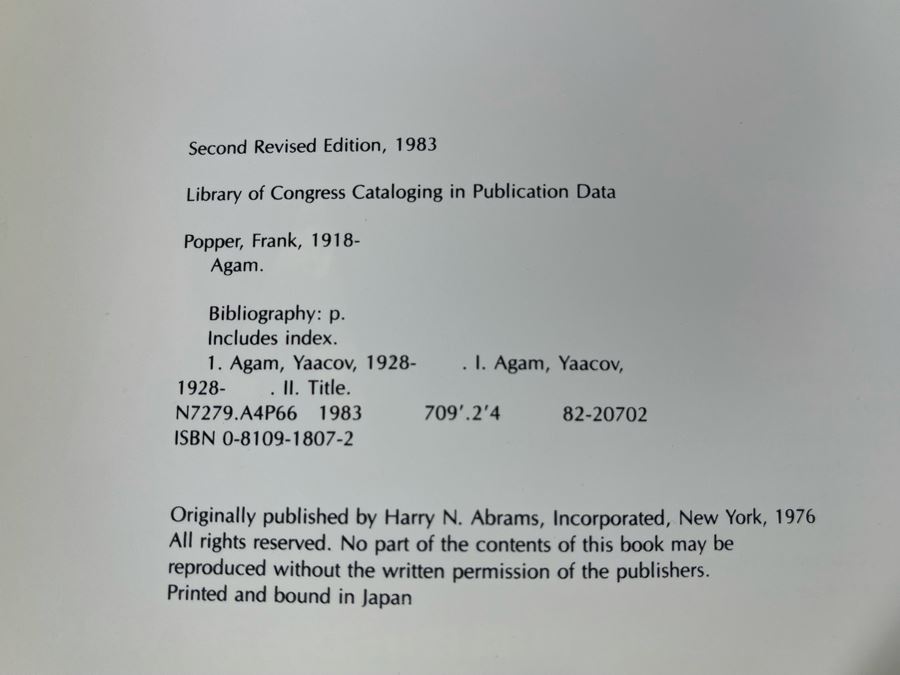 Second Revised Edition, 1983
Library of Congress Cataloging in Publication Data
Popper, Frank, 1918-
Agam.
Bibliography: p.
Includes index.
1. Agam, Yaacov, 1928- . I. Agam, Yaacov,
1928- . II. Title.
N7279.A4P66 1983 709'.2'4 82-20702
ISBN 0-8109-1807-2
Originally published by Harry N. Abrams, Incorporated, New York, 1976
All rights reserved. No part of the contents of this book may be
reproduced without the written permission of the publishers.
Printed and bound in Japan